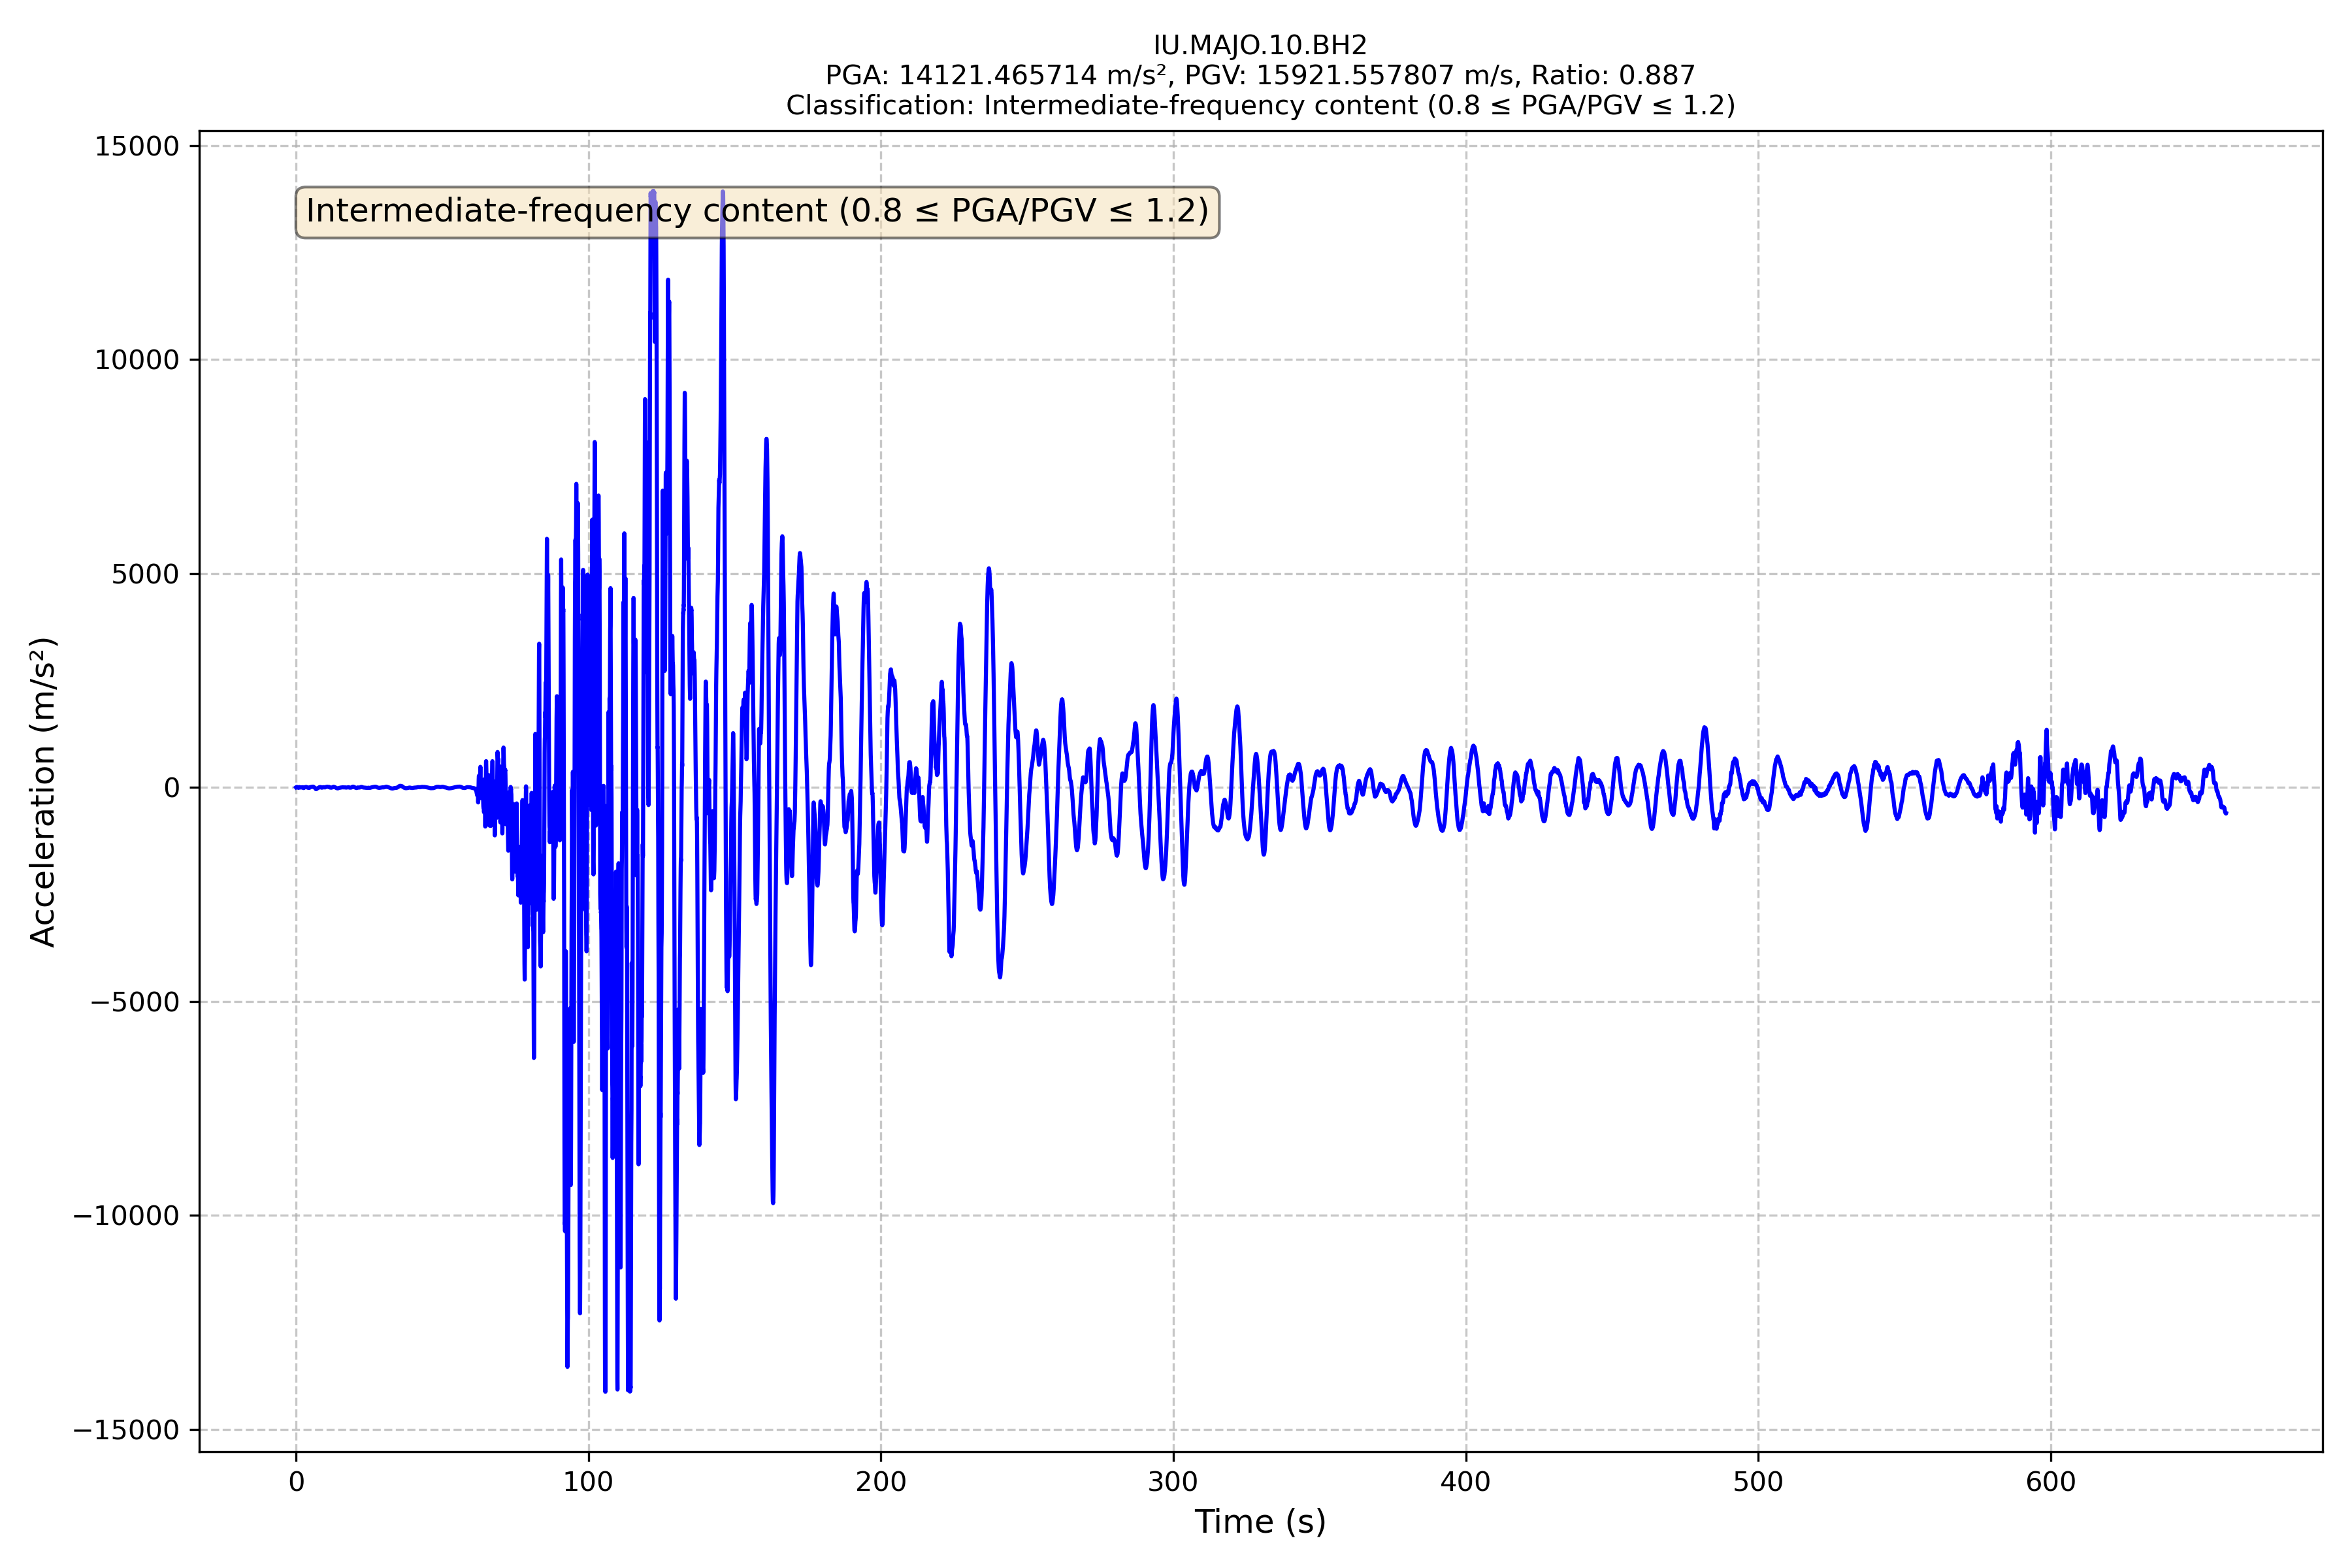 IU.MAJO.10.BH2
PGA: 14121.465714 m/s², PGV: 15921.557807 m/s, Ratio: 0.887
Classification: Intermediate-frequency content (0.8 ≤ PGA/PGV ≤ 1.2)
Intermediate-frequency content (0.8 ≤ PGA/PGV ≤ 1.2)
15000
10000
5000
0
−5000
−10000
−15000
Acceleration (m/s²)
0 100 200 300 400 500 600
Time (s)